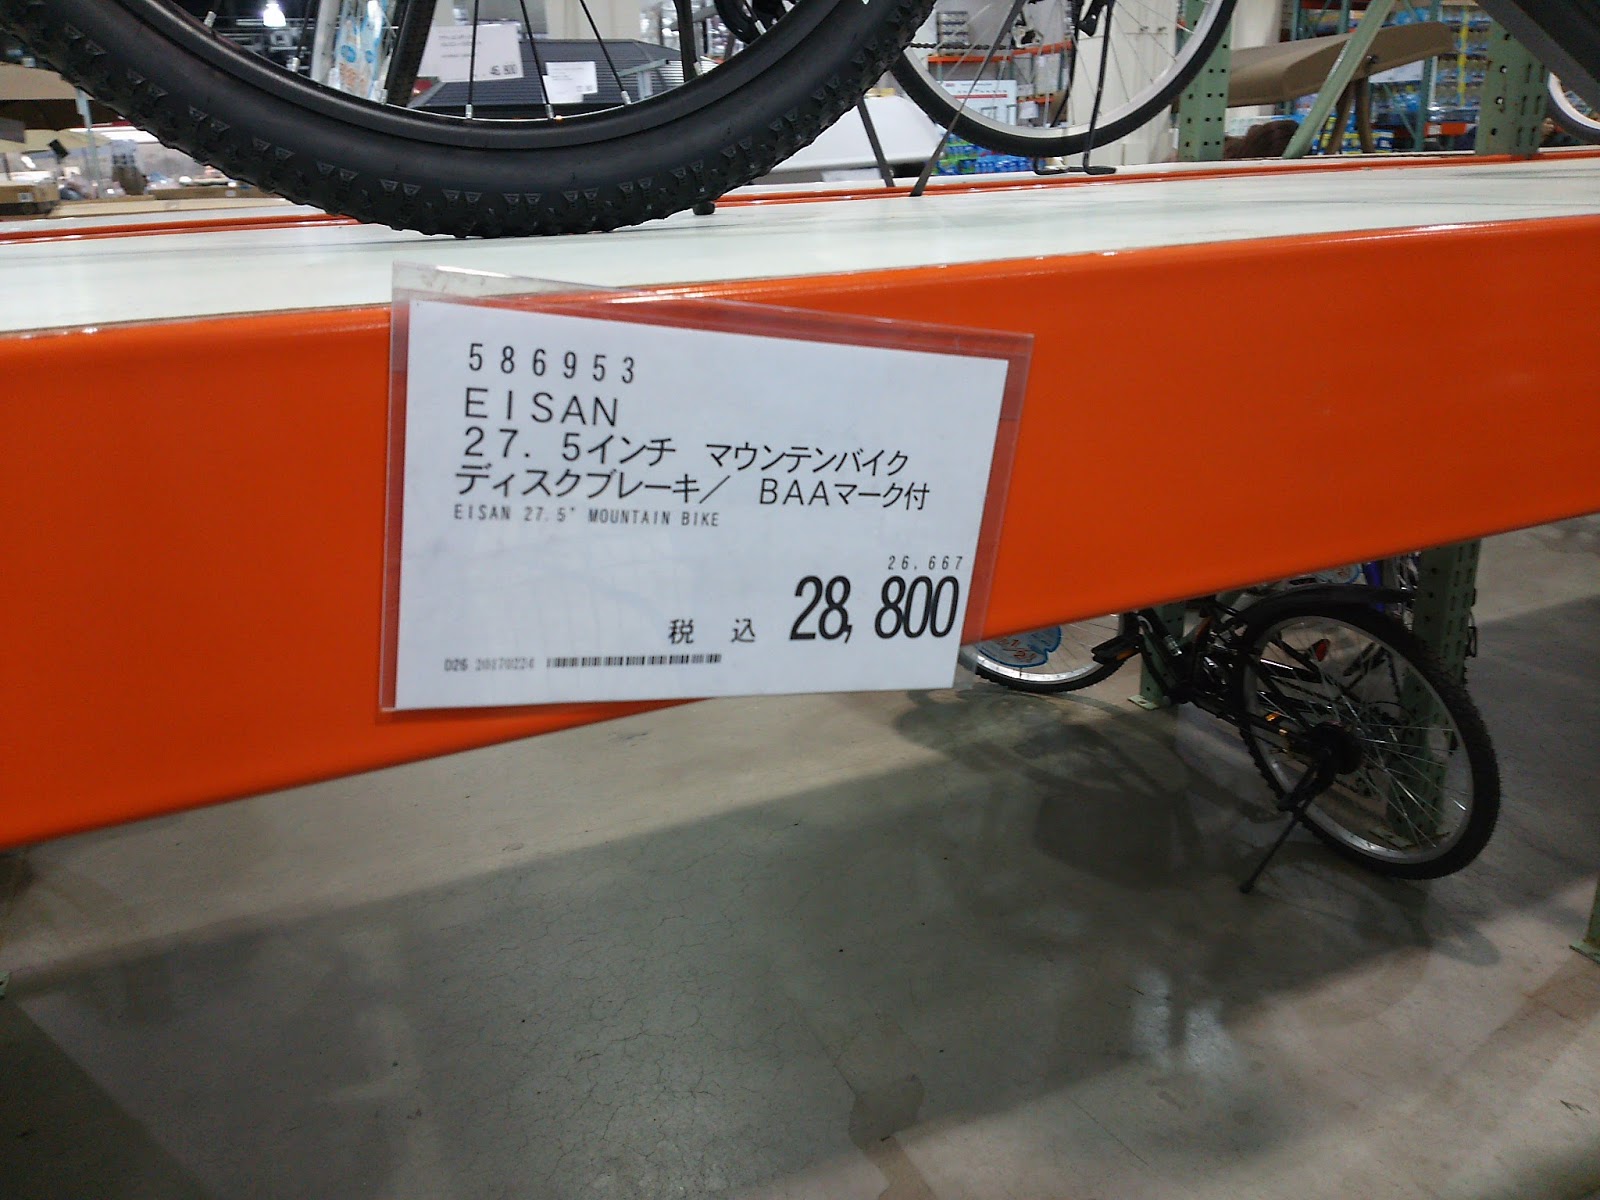 46,800
586953
EISAN
27.5インチ マウンテンバイク
ディスクブレーキ/ BAAマーク付
EISAN 27.5" MOUNTAIN BIKE
26,667
税込 28,800
D26 20170224